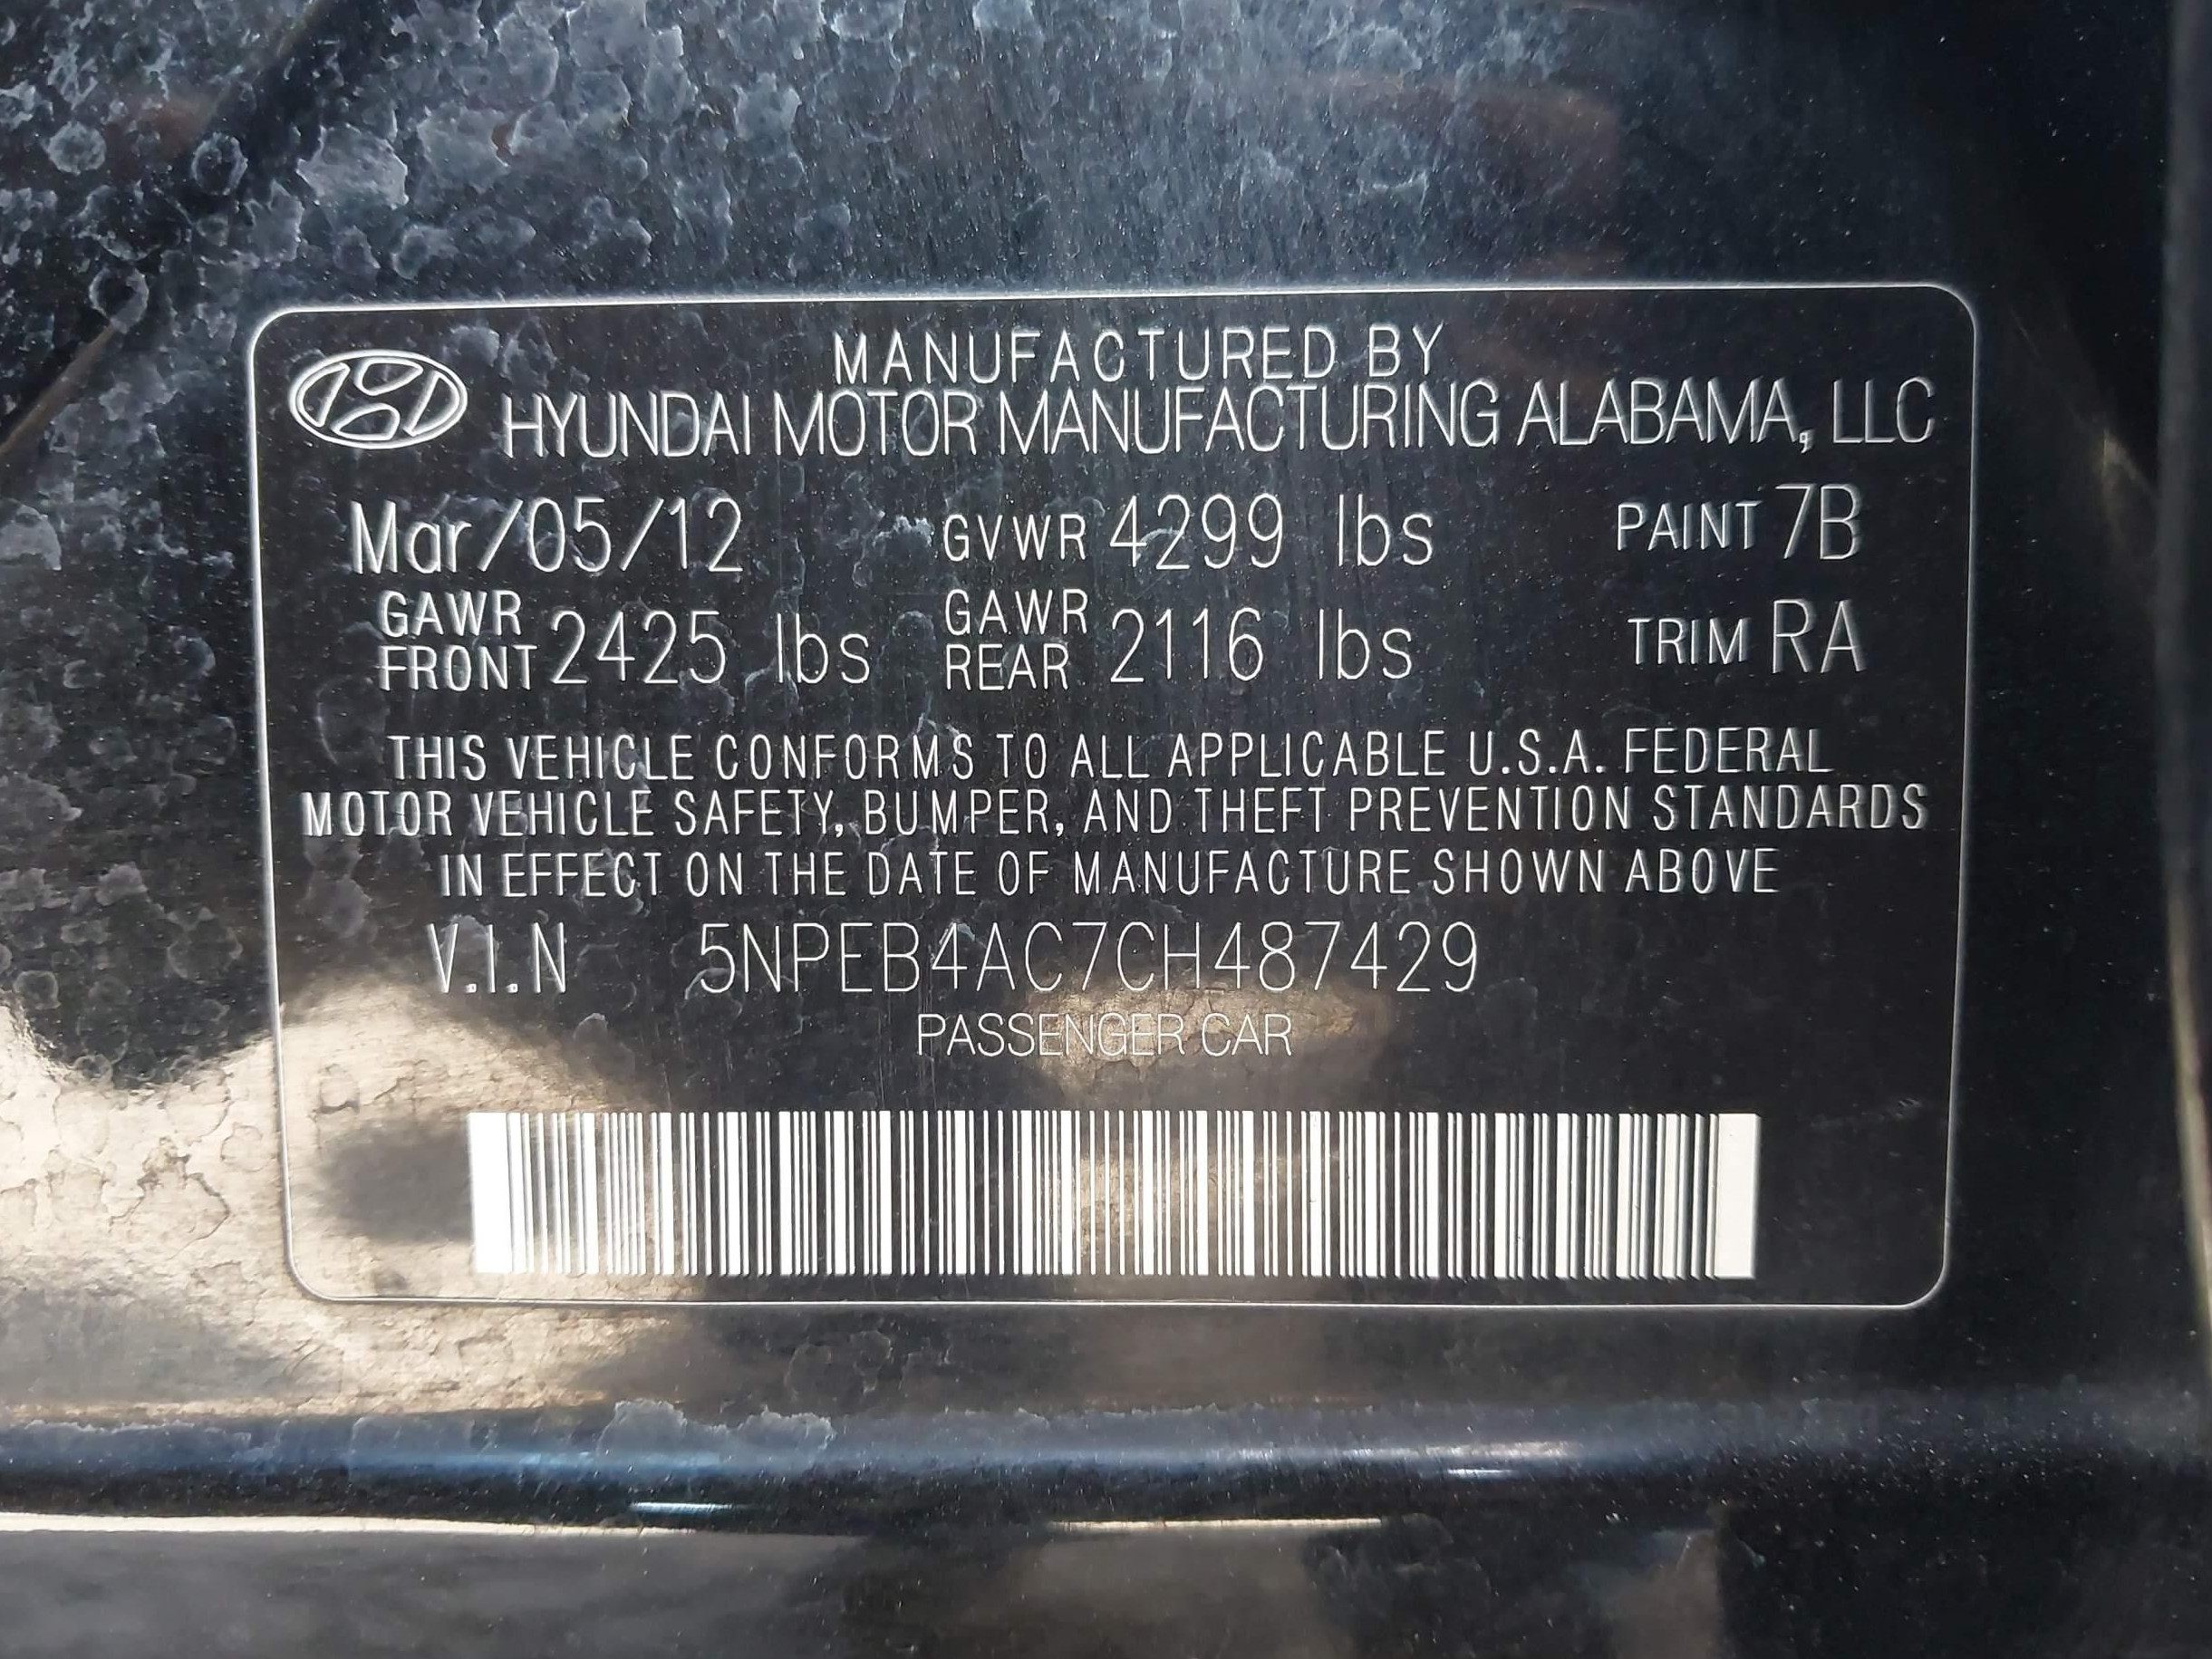 MANUFACTURED BY
HYUNDAI MOTOR MANUFACTURING ALABAMA, LLC
Mar/05/12 GVWR 4299 lbs PAINT 7B
GAWR FRONT 2425 lbs GAWR REAR 2116 lbs TRIM RA
THIS VEHICLE CONFORMS TO ALL APPLICABLE U.S.A. FEDERAL
MOTOR VEHICLE SAFETY, BUMPER, AND THEFT PREVENTION STANDARDS
IN EFFECT ON THE DATE OF MANUFACTURE SHOWN ABOVE
V.I.N 5NPEB4AC7CH487429
PASSENGER CAR